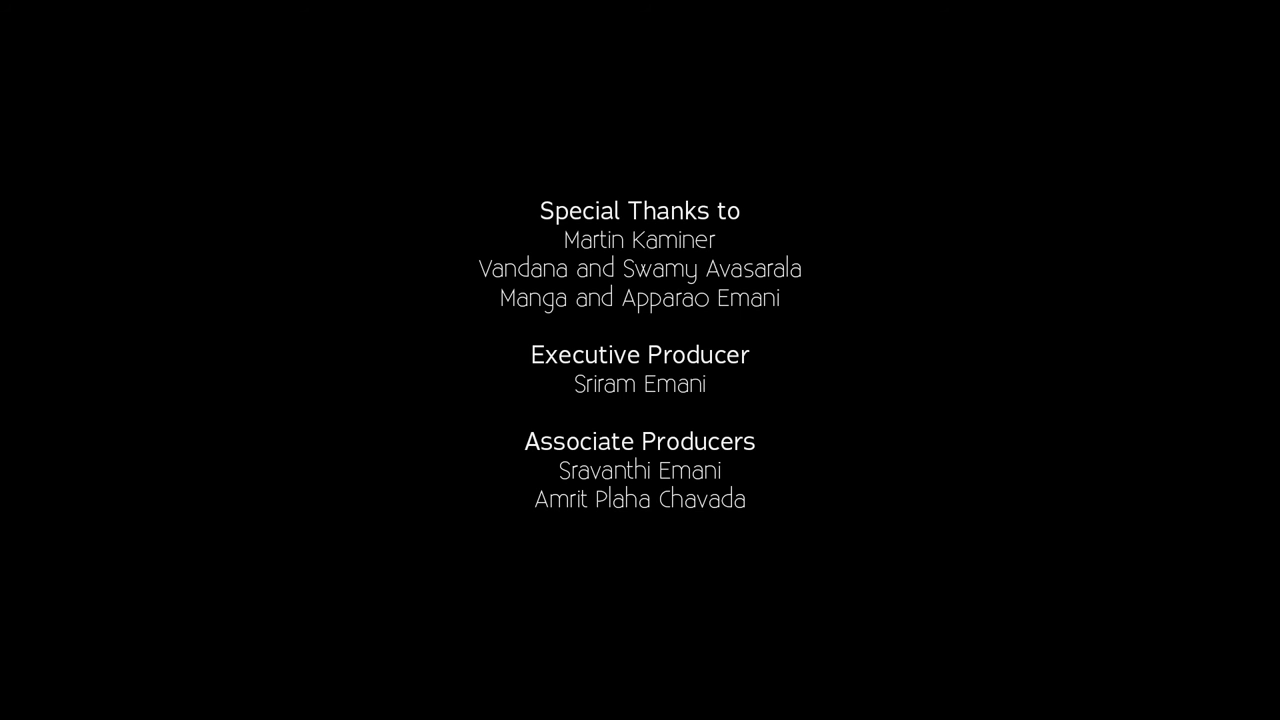 Special Thanks to
Martin Kaminer
Vandana and Swamy Avasarala
Manga and Apparao Emani
Executive Producer
Sriram Emani
Associate Producers
Sravanthi Emani
Amrit Plaha Chavada